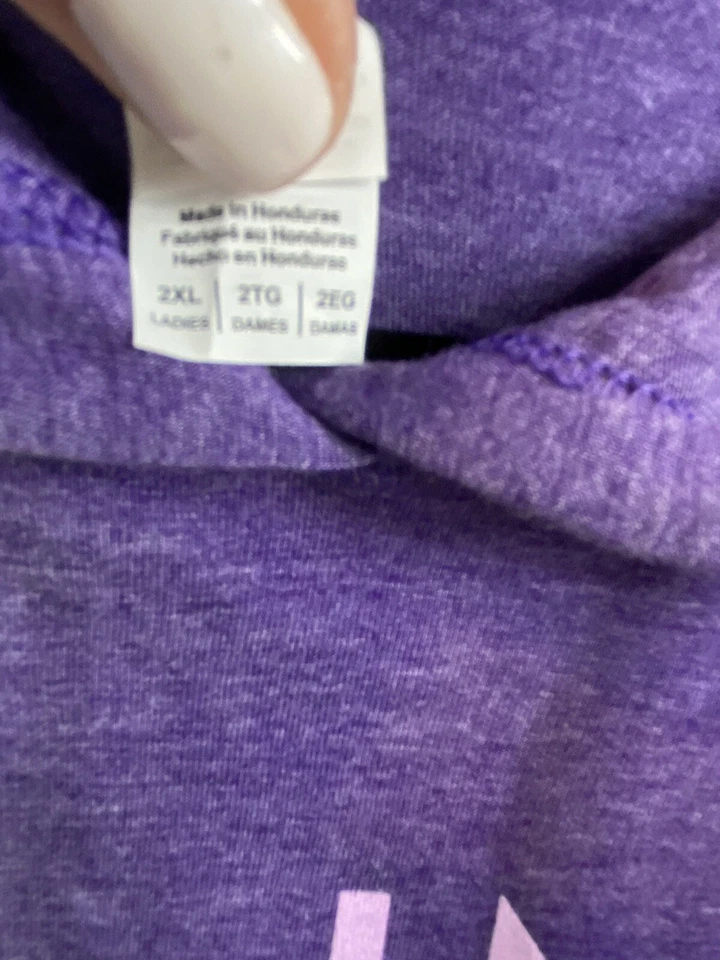 Made in Honduras
Fabriqué au Honduras
Hecho en Honduras
2XL 2TG 2EG
LADIES DAMES DAMAS